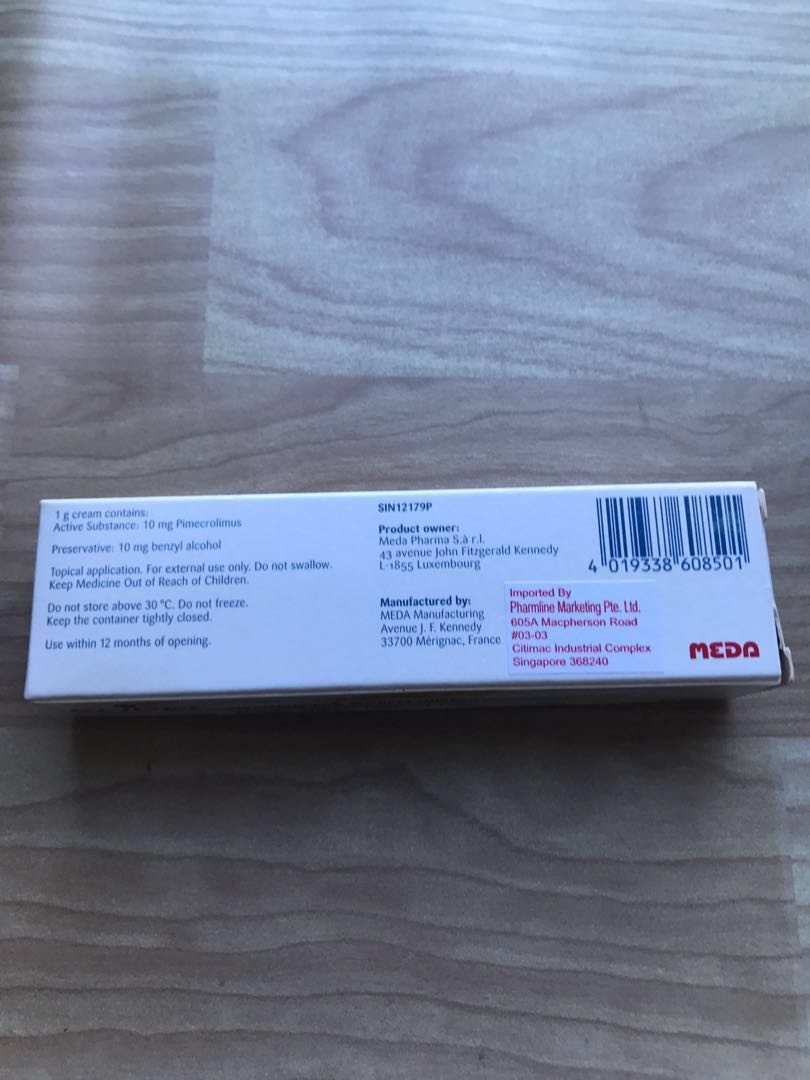 1 g cream contains:
Active Substance: 10 mg Pimecrolimus
Preservative: 10 mg benzyl alcohol
Topical application. For external use only. Do not swallow.
Keep Medicine Out of Reach of Children.
Do not store above 30 °C. Do not freeze.
Keep the container tightly closed.
Use within 12 months of opening.
SIN12179P
Product owner:
Meda Pharma S.à r.l.
43 avenue John Fitzgerald Kennedy
L-1855 Luxembourg
Manufactured by:
MEDA Manufacturing
Avenue J. F. Kennedy
33700 Mérignac, France
4 019338 608501
Imported By
Pharmline Marketing Pte. Ltd.
605A Macpherson Road
#03-03
Citimac Industrial Complex
Singapore 368240
MEDA